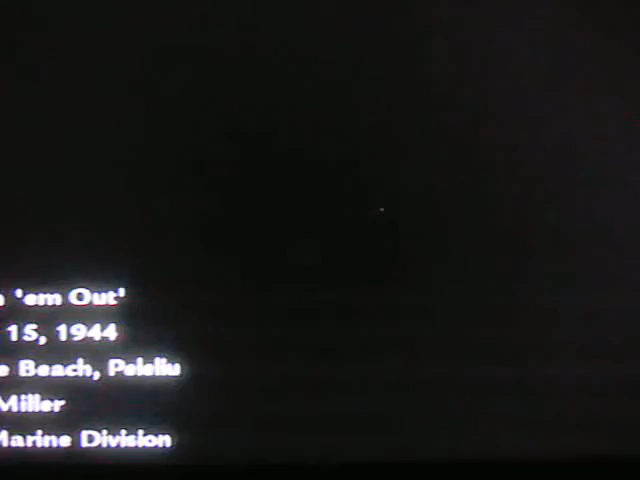 'em Out'
15, 1944
Beach, Peleliu
Miller
Marine Division